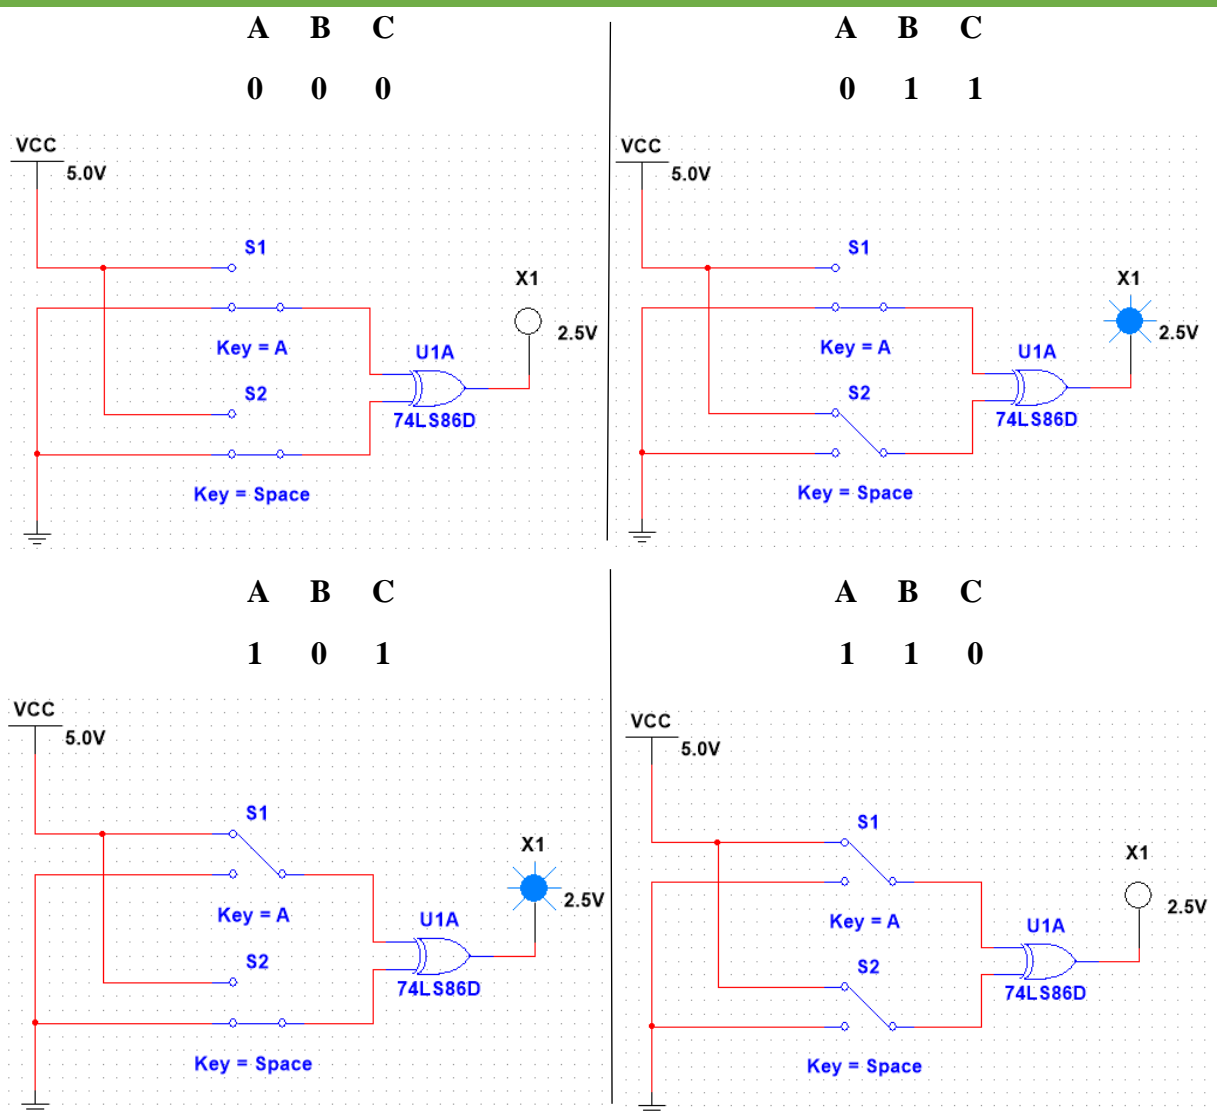 A B C
0 0 0
VCC
5.0V
S1
X1
2.5V
Key = A
U1A
S2
74LS86D
Key = Space
A B C
0 1 1
VCC
5.0V
S1
X1
2.5V
Key = A
U1A
S2
74LS86D
Key = Space
A B C
1 0 1
VCC
5.0V
S1
X1
2.5V
Key = A
U1A
S2
74LS86D
Key = Space
A B C
1 1 0
VCC
5.0V
S1
X1
2.5V
Key = A
U1A
S2
74LS86D
Key = Space